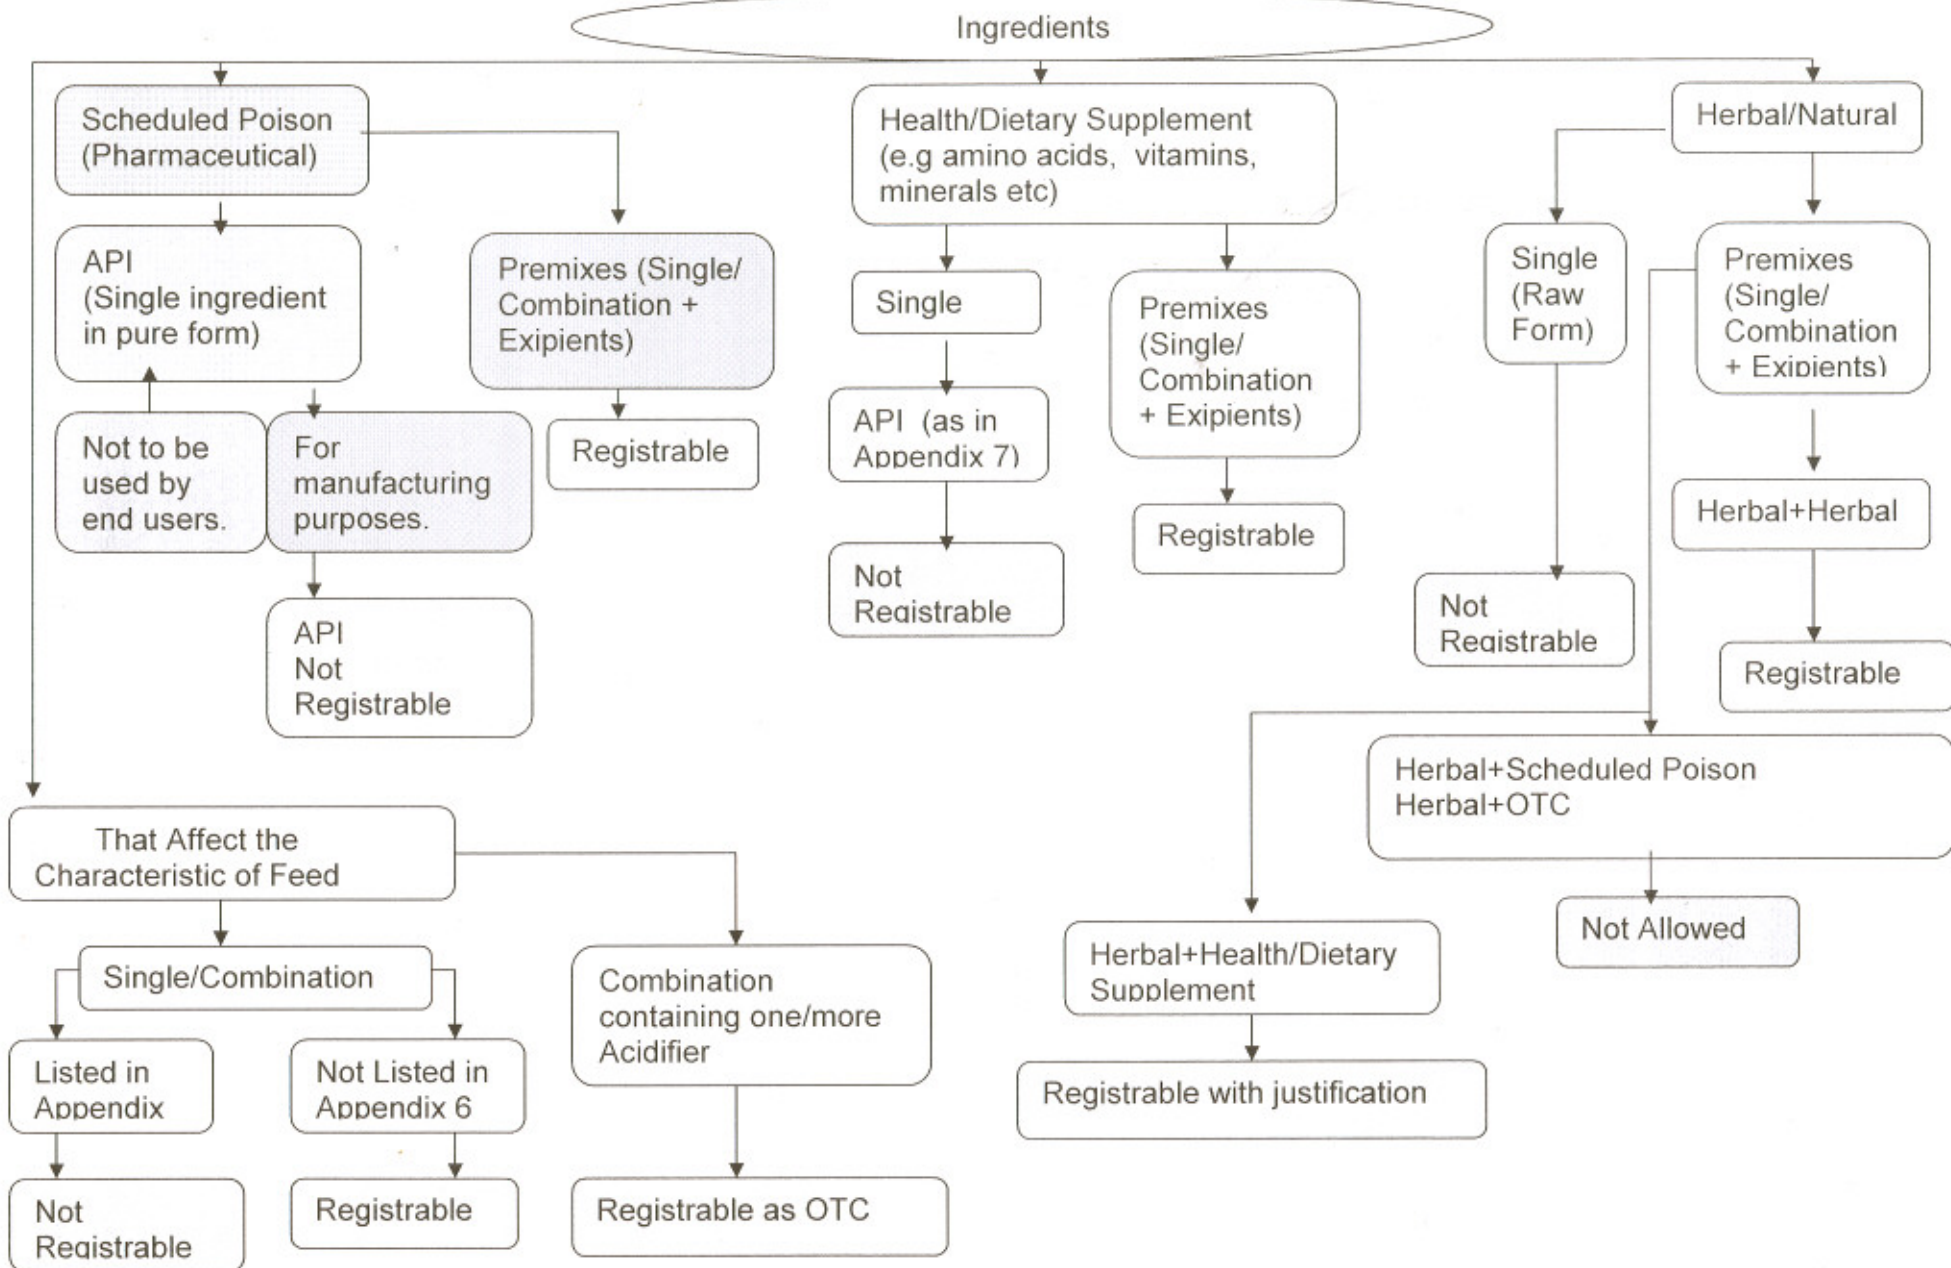 Ingredients
Scheduled Poison
(Pharmaceutical)
Health/Dietary Supplement
(e.g amino acids, vitamins,
minerals etc)
Herbal/Natural
API
(Single ingredient
in pure form)
Premixes (Single/
Combination +
Exipients)
Single
Premixes
(Single/
Combination
+ Exipients)
Single
(Raw
Form)
Premixes
(Single/
Combination
+ Exipients)
Not to be
used by
end users.
For
manufacturing
purposes.
Registrable
API (as in
Appendix 7)
Registrable
Herbal+Herbal
API
Not
Registrable
Not
Registrable
Not
Registrable
Registrable
Herbal+Scheduled Poison
Herbal+OTC
That Affect the
Characteristic of Feed
Not Allowed
Single/Combination
Combination
containing one/more
Acidifier
Herbal+Health/Dietary
Supplement
Listed in
Appendix
Not Listed in
Appendix 6
Registrable with justification
Not
Registrable
Registrable
Registrable as OTC